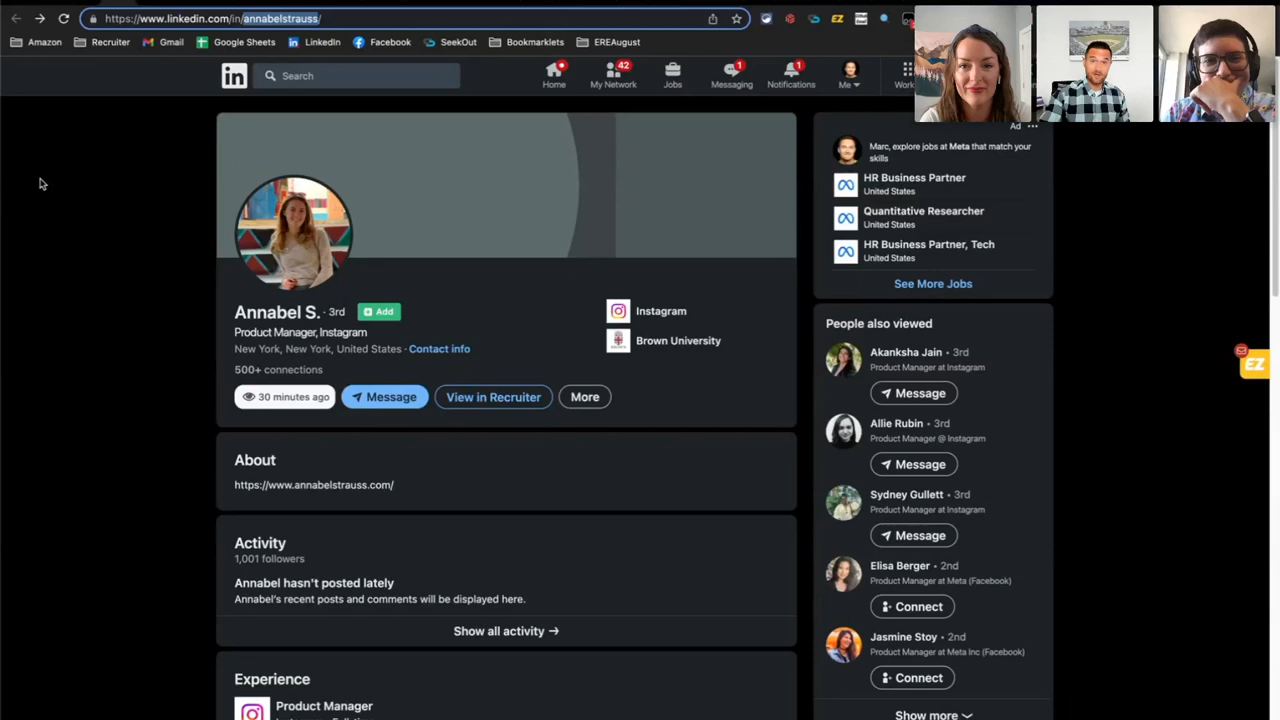 https://www.linkedin.com/in/annabelstrauss/
EZ
Amazon
Recruiter
Gmail
Google Sheets
LinkedIn
Facebook
SeekOut
Bookmarklets
EREAugust
in
Search
Home
42
My Network
Jobs
1
Messaging
1
Notifications
Me
Ad
Marc, explore jobs at Meta that match your
skills
HR Business Partner
United States
Quantitative Researcher
United States
HR Business Partner, Tech
United States
See More Jobs
Annabel S. · 3rd
Add
Product Manager, Instagram
New York, New York, United States · Contact info
500+ connections
Instagram
Brown University
30 minutes ago
Message
View in Recruiter
More
About
https://www.annabelstrauss.com/
Activity
1,001 followers
Annabel hasn't posted lately
Annabel's recent posts and comments will be displayed here.
Show all activity →
Experience
Product Manager
People also viewed
Akanksha Jain • 3rd
Product Manager at Instagram
Message
Allie Rubin • 3rd
Product Manager @ Instagram
Message
Sydney Gullett • 3rd
Product Manager at Instagram
Message
Elisa Berger • 2nd
Product Manager at Meta (Facebook)
Connect
Jasmine Stoy • 2nd
Product Manager at Meta Inc (Facebook)
Connect
Show more
EZ